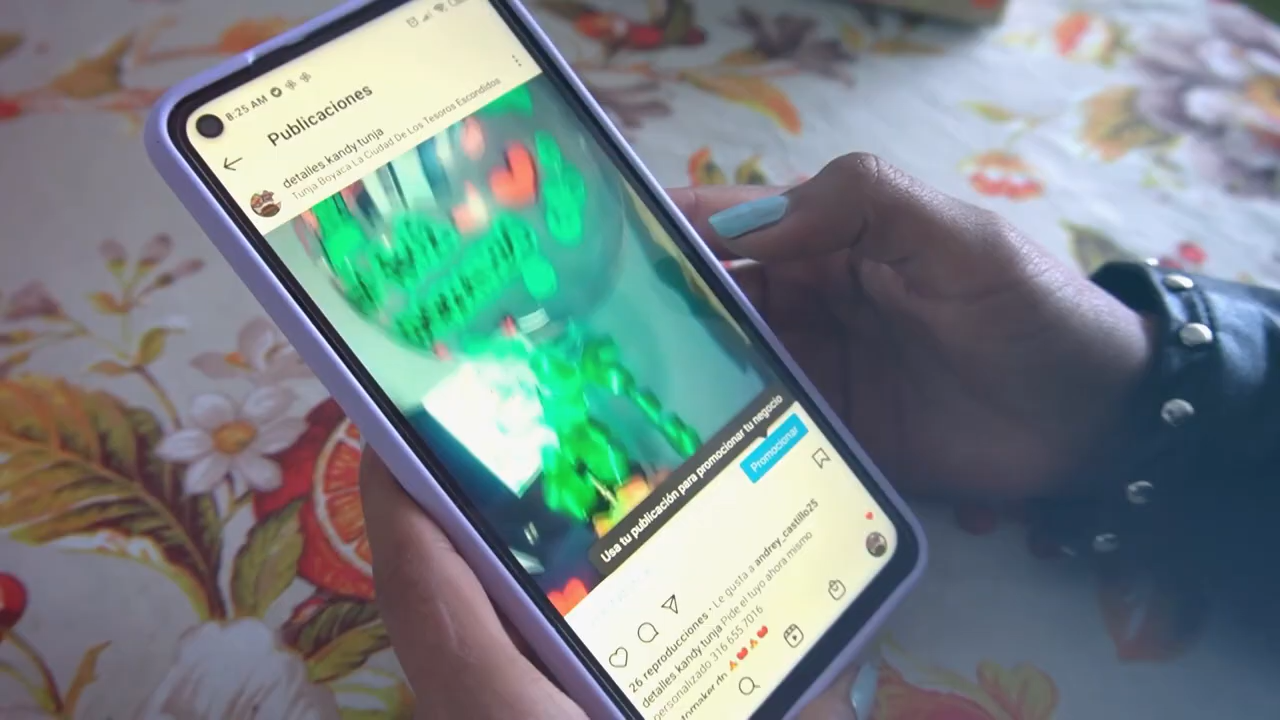 8:25 AM
Publicaciones
detalles.kandy.tunja
Tunja Boyaca La Ciudad De Los Tesoros Escondidos
Usa tu publicación para promocionar tu negocio
Promocionar
26 reproducciones · Le gusta a andrey_castillo25
detalles.kandy.tunja Pide el tuyo ahora mismo
personalizado 316 655 7016